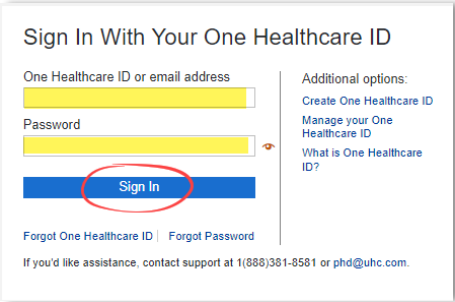 Sign In With Your One Healthcare ID
One Healthcare ID or email address
Password
Sign In
Forgot One Healthcare ID | Forgot Password
If you'd like assistance, contact support at 1(888)381-8581 or phd@uhc.com.
Additional options:
Create One Healthcare ID
Manage your One
Healthcare ID
What is One Healthcare
ID?